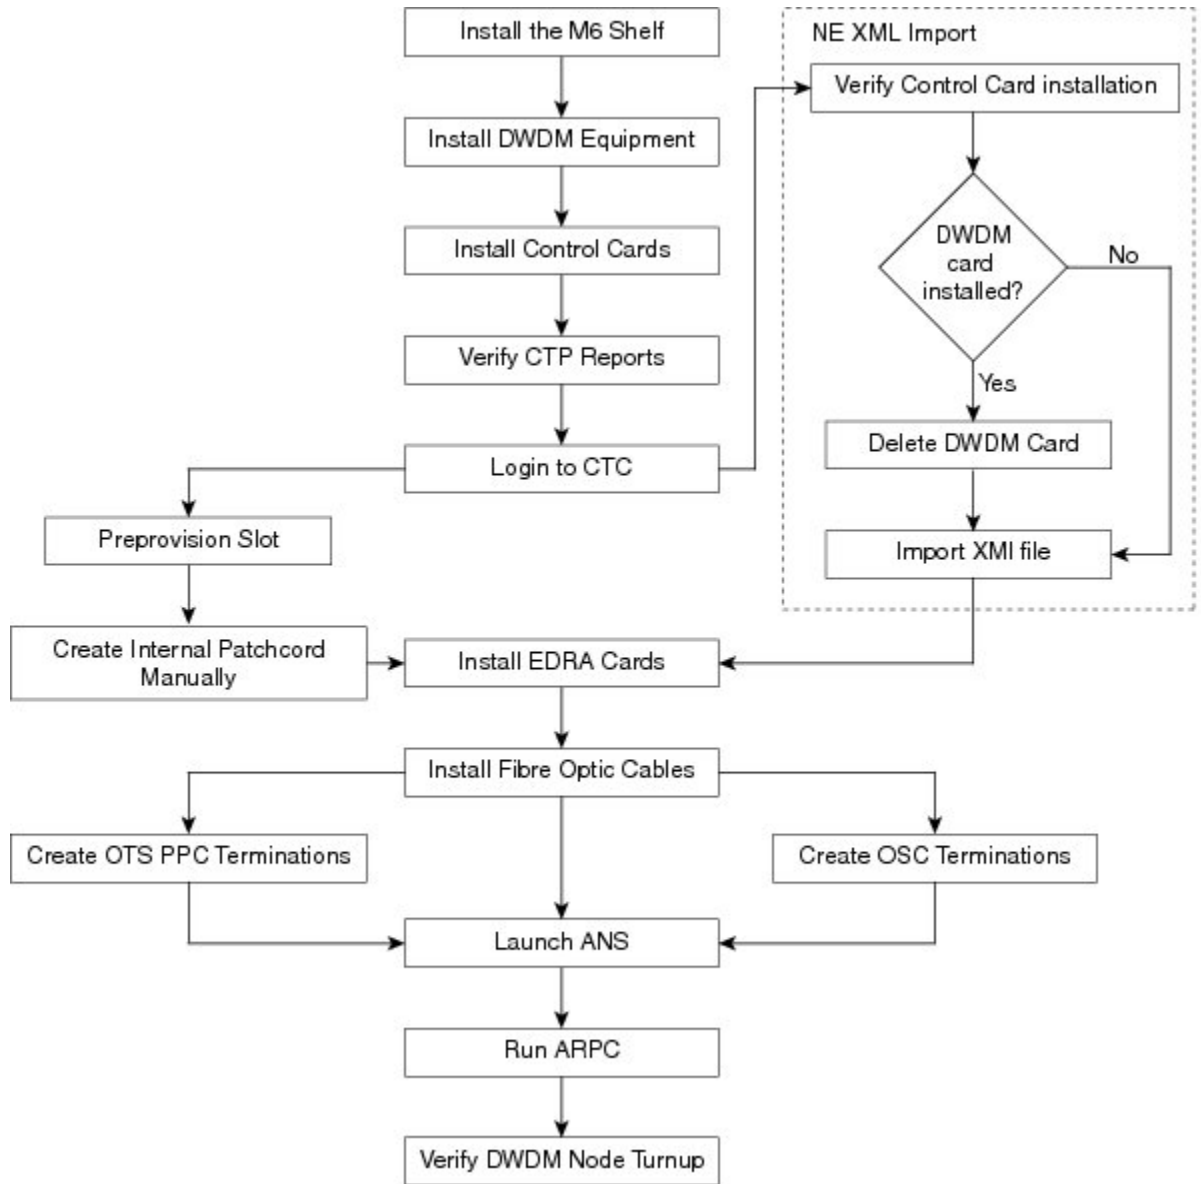 Install the M6 Shelf
NE XML Import
Verify Control Card installation
Install DWDM Equipment
DWDM
card
installed?
No
Install Control Cards
Verify CTP Reports
Yes
Delete DWDM Card
Login to CTC
Preprovision Slot
Import XMl file
Create Internal Patchcord
Manually
Install EDRA Cards
Install Fibre Optic Cables
Create OTS PPC Terminations
Create OSC Terminations
Launch ANS
Run ARPC
Verify DWDM Node Turnup